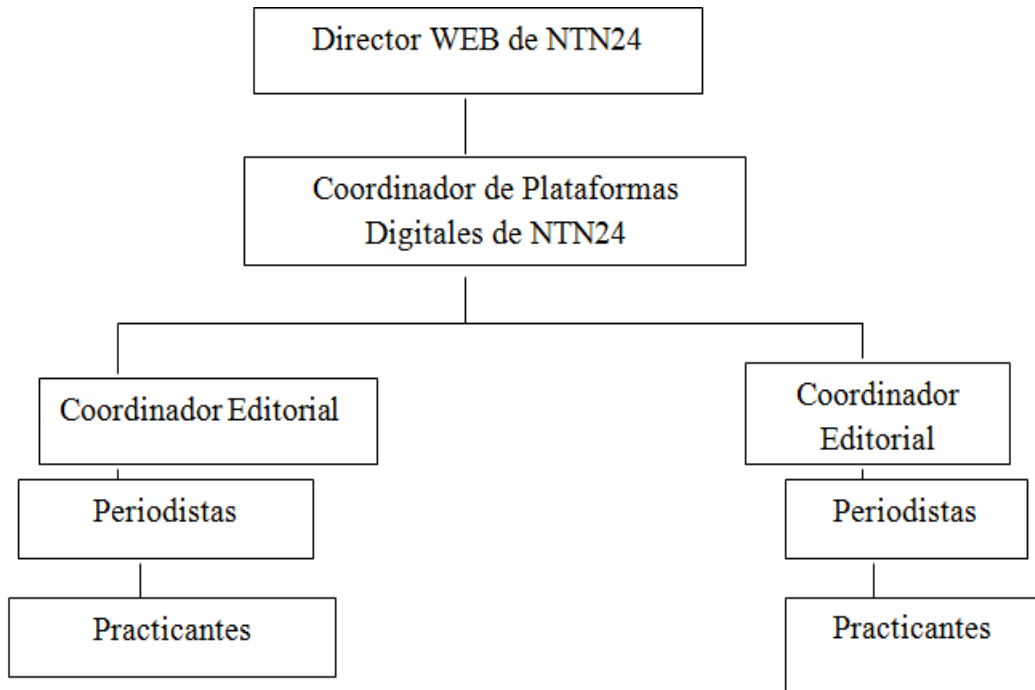 Director WEB de NTN24
Coordinador de Plataformas
Digitales de NTN24
Coordinador Editorial
Periodistas
Practicantes
Coordinador
Editorial
Periodistas
Practicantes